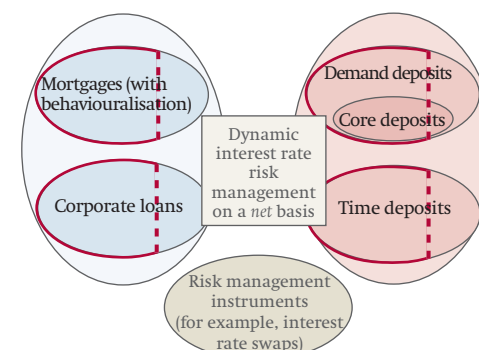 Mortgages (with
behaviouralisation)
Corporate loans
Dynamic
interest rate
risk
management
on a net basis
Demand deposits
Core deposits
Time deposits
Risk management
instruments
(for example, interest
rate swaps)